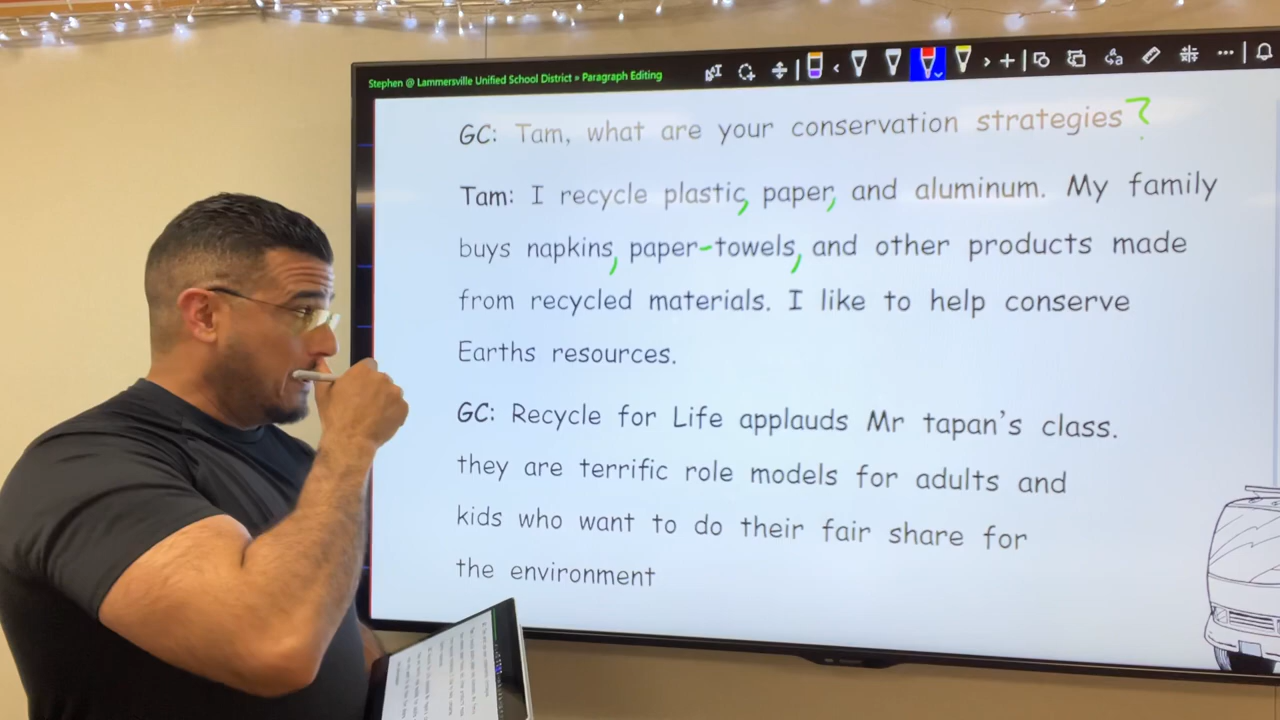 Stephen @ Lammersville Unified School District » Paragraph Editing
GC: Tam, what are your conservation strategies?
Tam: I recycle plastic, paper, and aluminum. My family
buys napkins, paper-towels, and other products made
from recycled materials. I like to help conserve
Earths resources.
GC: Recycle for Life applauds Mr tapan's class.
they are terrific role models for adults and
kids who want to do their fair share for
the environment